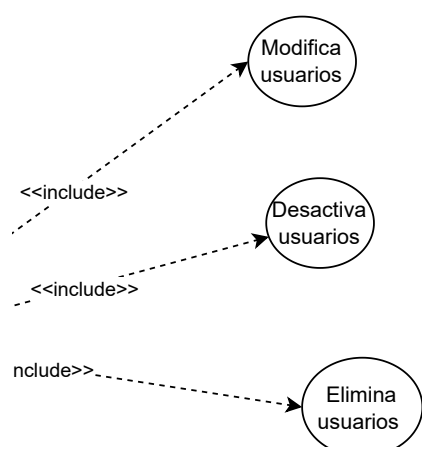 Modifica
usuarios
<<include>>
Desactiva
usuarios
<<include>>
nclude>>
Elimina
usuarios